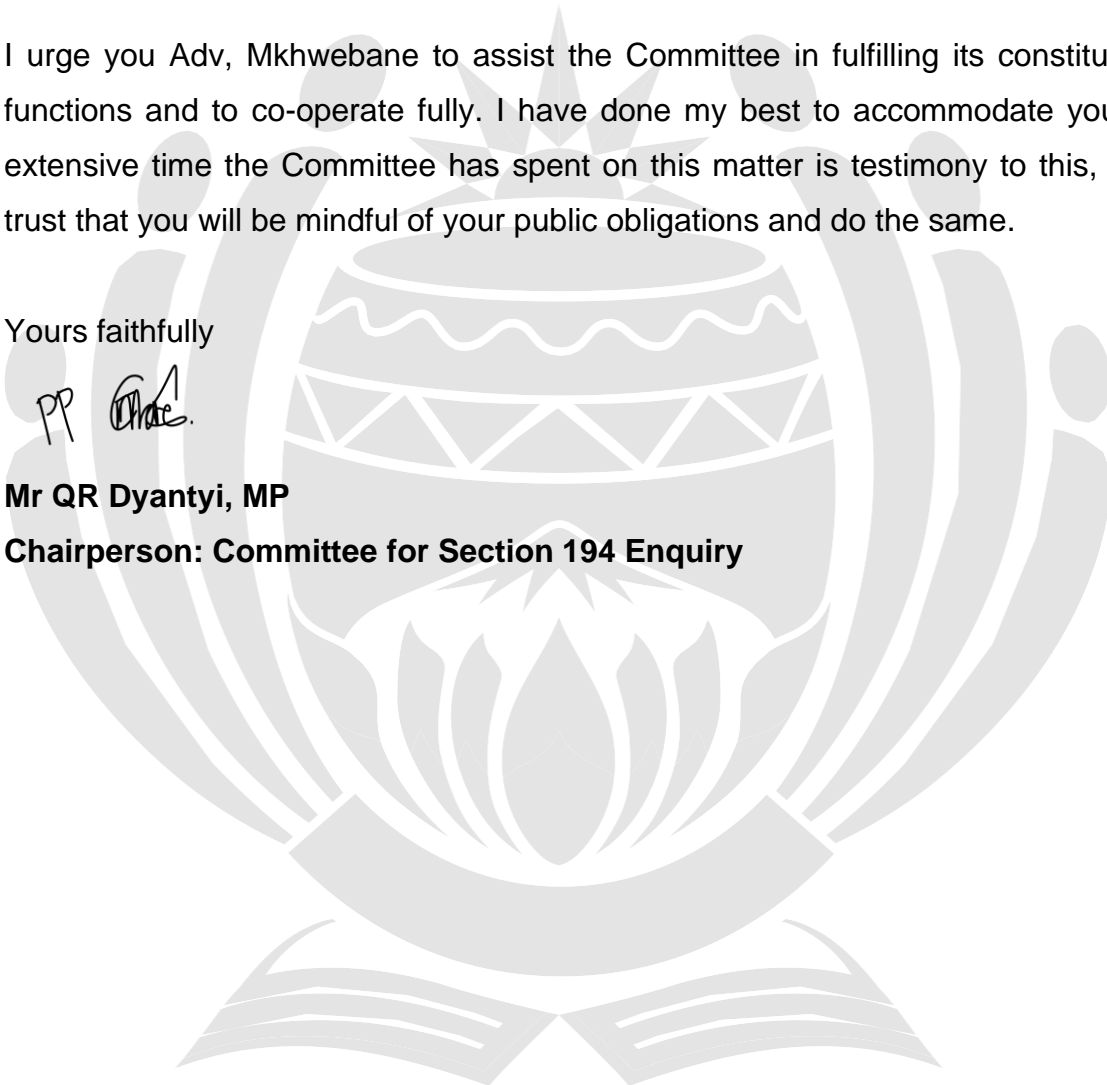 I urge you Adv, Mkhwebane to assist the Committee in fulfilling its constitu
functions and to co-operate fully. I have done my best to accommodate you
extensive time the Committee has spent on this matter is testimony to this,
trust that you will be mindful of your public obligations and do the same.
Yours faithfully
pp
Mr QR Dyantyi, MP
Chairperson: Committee for Section 194 Enquiry